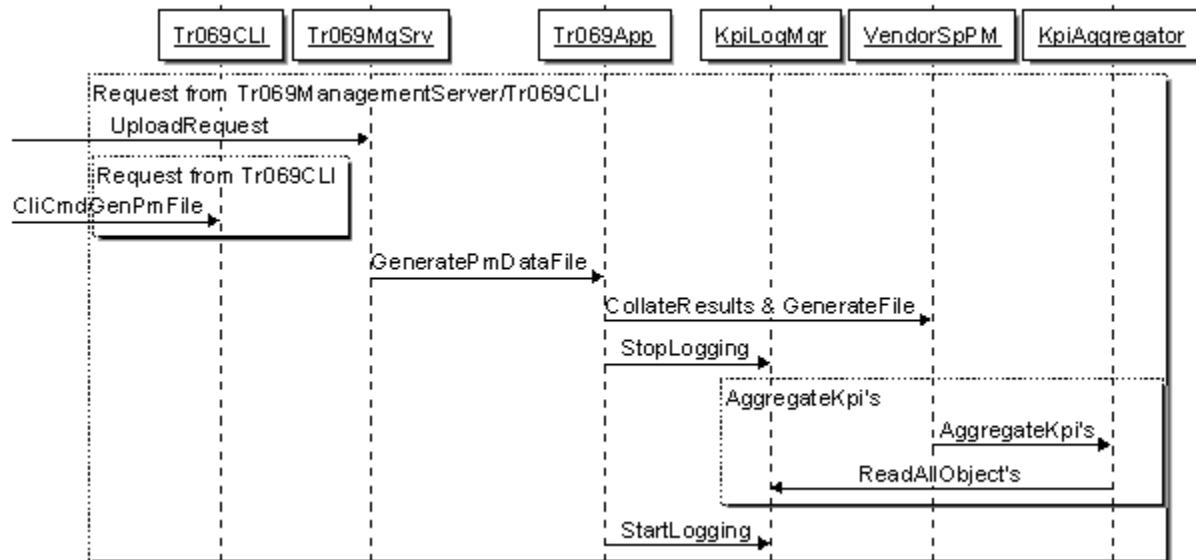 Tr069CLI Tr069MgSrv Tr069App KpiLogMgr VendorSpPM KpiAggregator
Request from Tr069ManagementServer/Tr069CLI
UploadRequest
Request from Tr069CLI
CliCmdGenPmFile
GeneratePmDataFile
CollateResults & GenerateFile
StopLogging
AggregateKpi's
AggregateKpi's
ReadAllObject's
StartLogging